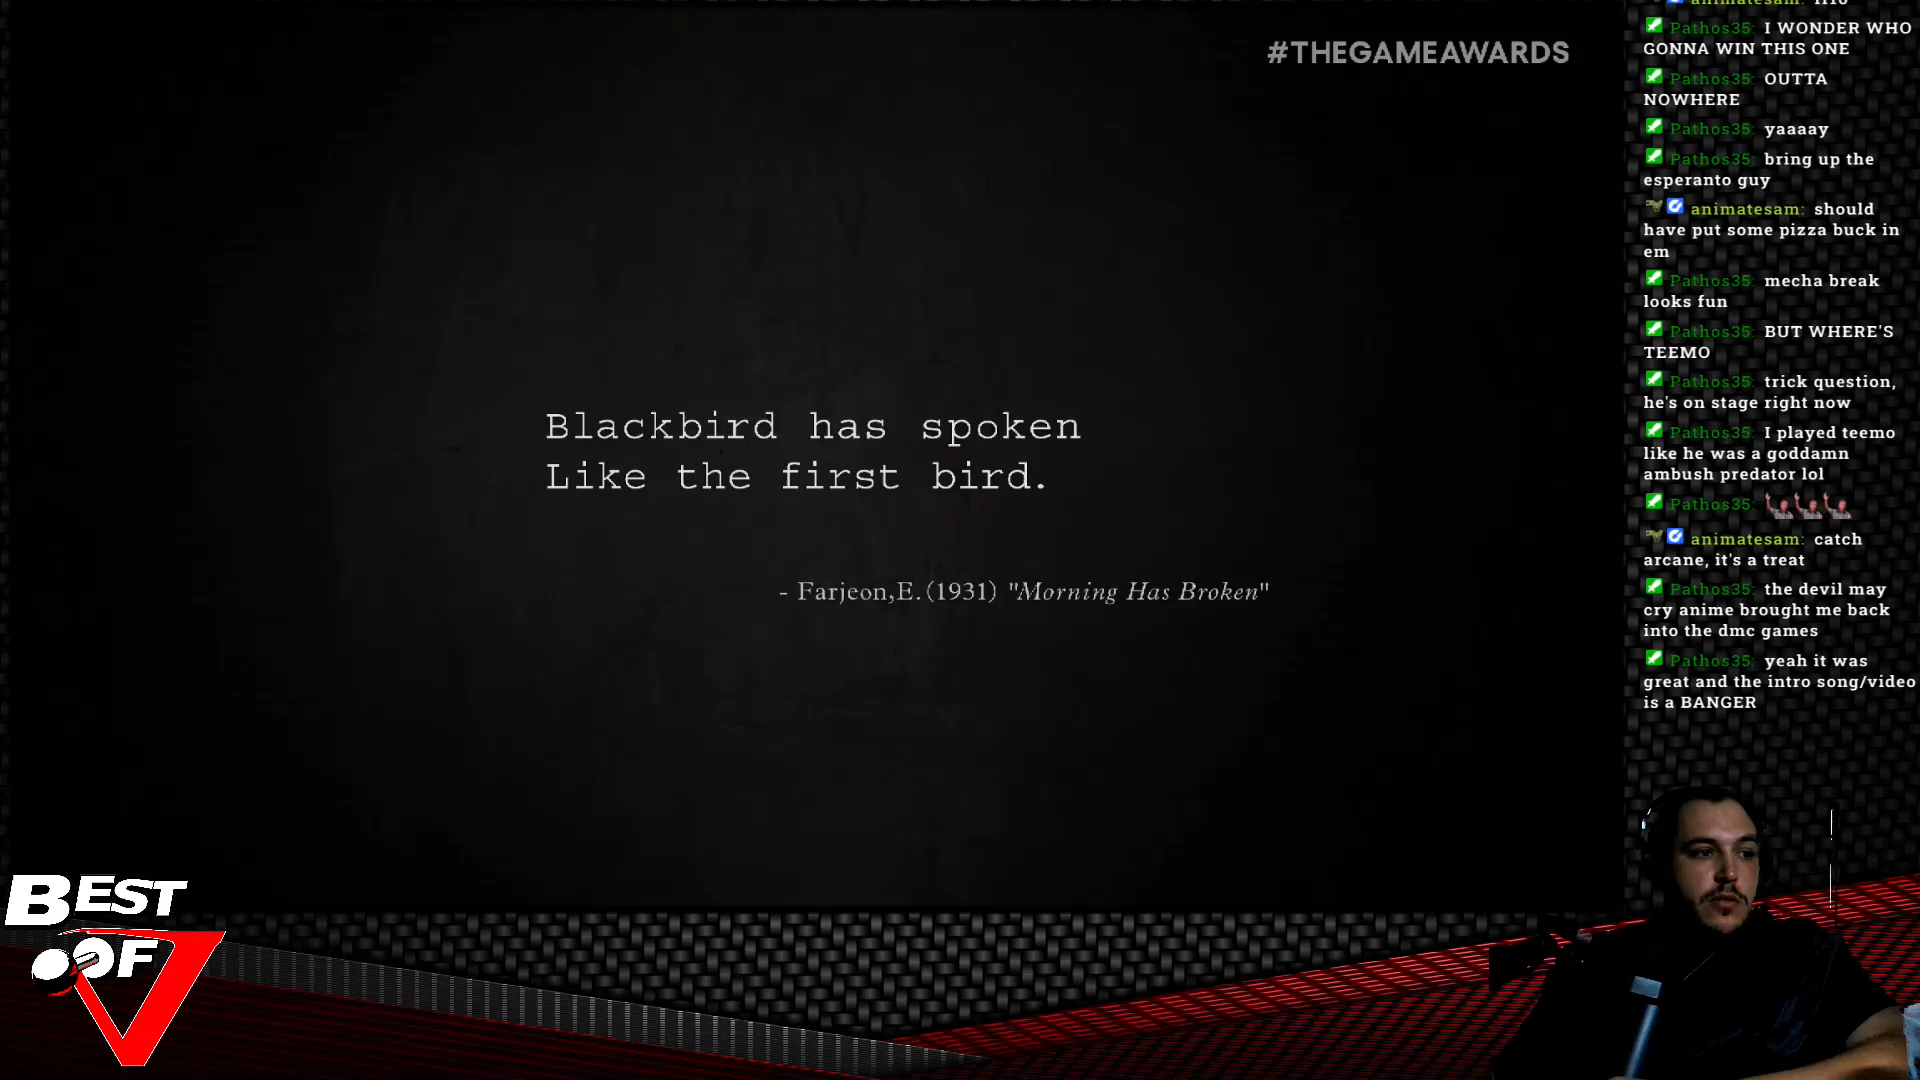 #THEGAMEAWARDS
Blackbird has spoken
Like the first bird.
- Farjeon,E.(1931) "Morning Has Broken"
BEST
OF
V
Pathos35: I WONDER WHO
GONNA WIN THIS ONE
Pathos35: OUTTA
NOWHERE
Pathos35: yaaaay
Pathos35: bring up the
esperanto guy
animatesam: should
have put some pizza buck in
em
Pathos35: mecha break
looks fun
Pathos35: BUT WHERE'S
TEEMO
Pathos35: trick question,
he's on stage right now
Pathos35: I played teemo
like he was a goddamn
ambush predator lol
Pathos35:
animatesam: catch
arcane, it's a treat
Pathos35: the devil may
cry anime brought me back
into the dmc games
Pathos35: yeah it was
great and the intro song/video
is a BANGER